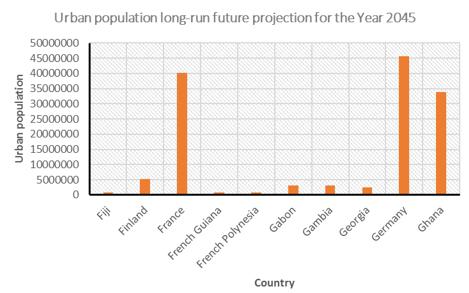 Urban population long-run future projection for the Year 2045
50000000
45000000
40000000
35000000
30000000
25000000
20000000
15000000
10000000
5000000
0
Urban population
Fiji
Finland
France
French Guiana
French Polynesia
Gabon
Gambia
Georgia
Germany
Ghana
Country